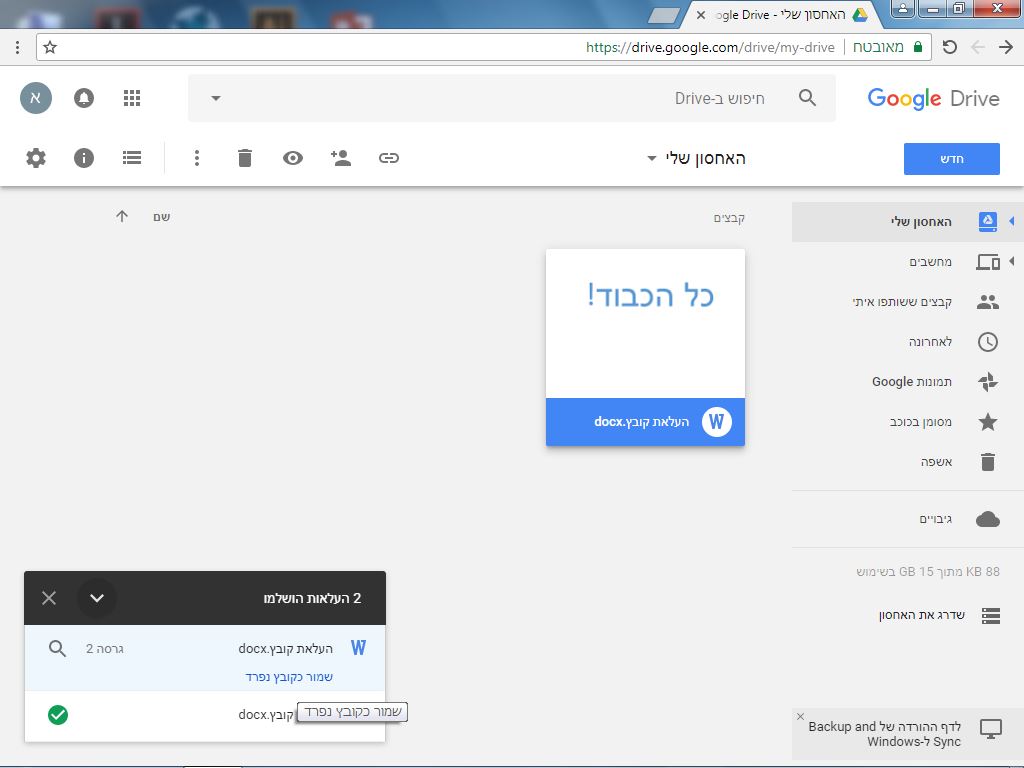 האחסון שלי - ogle Drive
מאובטח
https://drive.google.com/drive/my-drive
Google Drive
חיפוש ב-Drive
א
חדש
האחסון שלי
האחסון שלי
מחשבים
קבצים ששותפו איתי
לאחרונה
תמונות Google
מסומן בכוכב
אשפה
גיבויים
88 KB מתוך 15 GB בשימוש
שדרג את האחסון
לדף ההורדה של Backup and
Sync ל-Windows
קבצים
שם
כל הכבוד!
W
העלאת קובץ.docx
2 העלאות הושלמו
W
העלאת קובץ.docx
גרסה 2
שמור כקובץ נפרד
קובץ.docx
שמור כקובץ נפרד